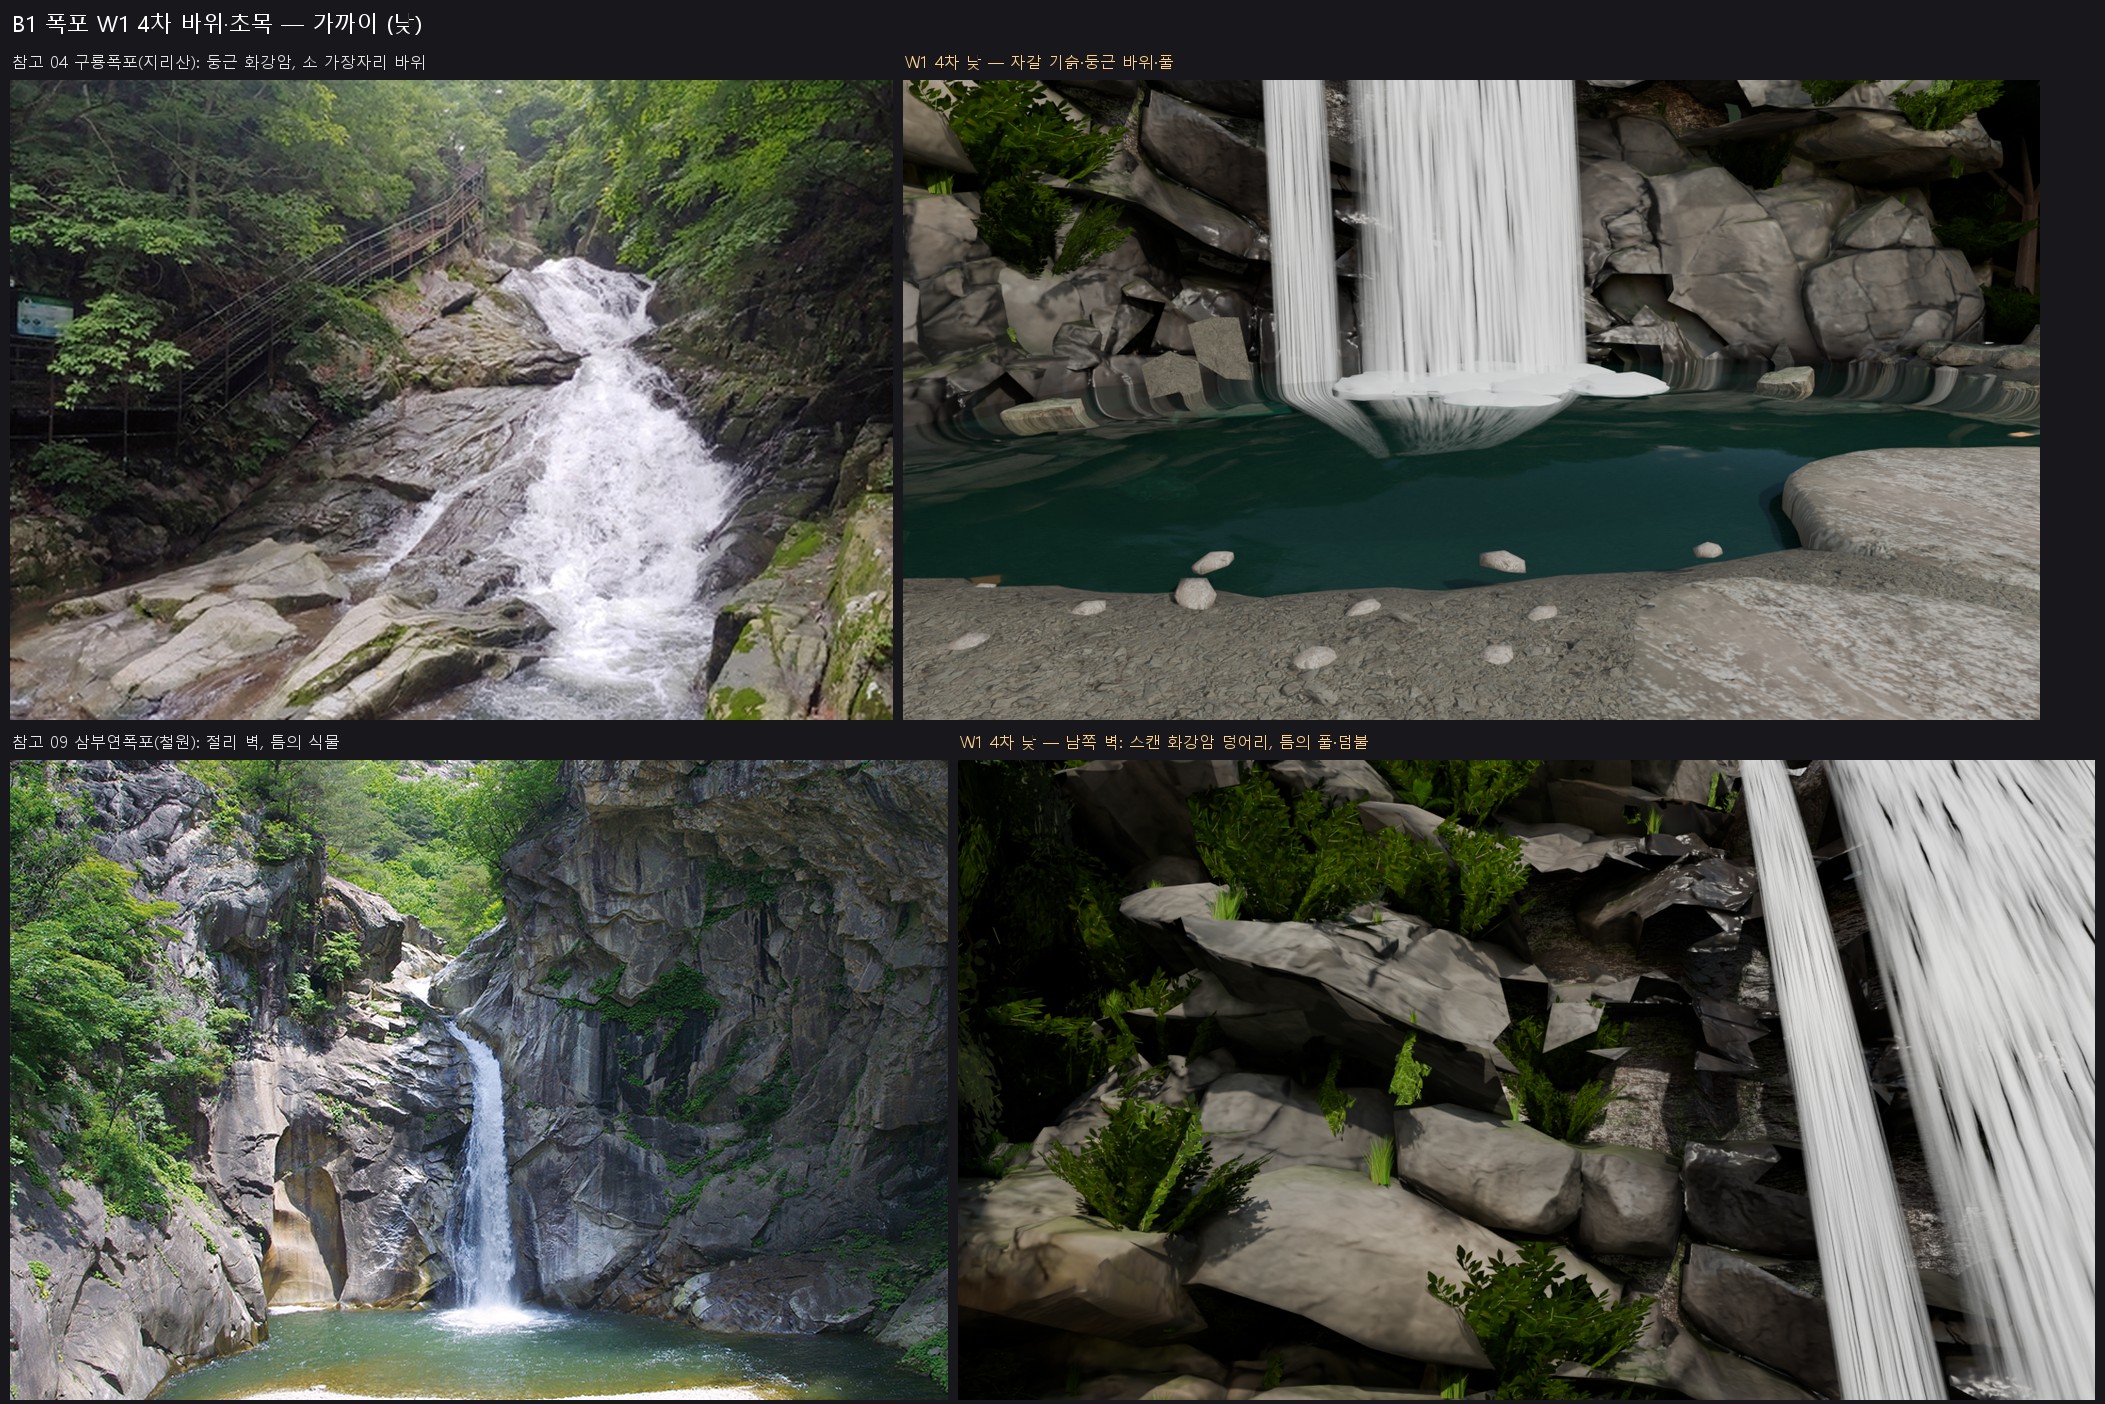 B1 폭포 W1 4차 바위·초목 — 가까이 (낮)
참고 04 구룡폭포(지리산): 둥근 화강암, 소 가장자리 바위
W1 4차 낮 — 자갈 기슭·둥근 바위·풀
참고 09 삼부연폭포(철원): 절리 벽, 틈의 식물
W1 4차 낮 — 남쪽 벽: 스캔 화강암 덩어리, 틈의 풀·덤불